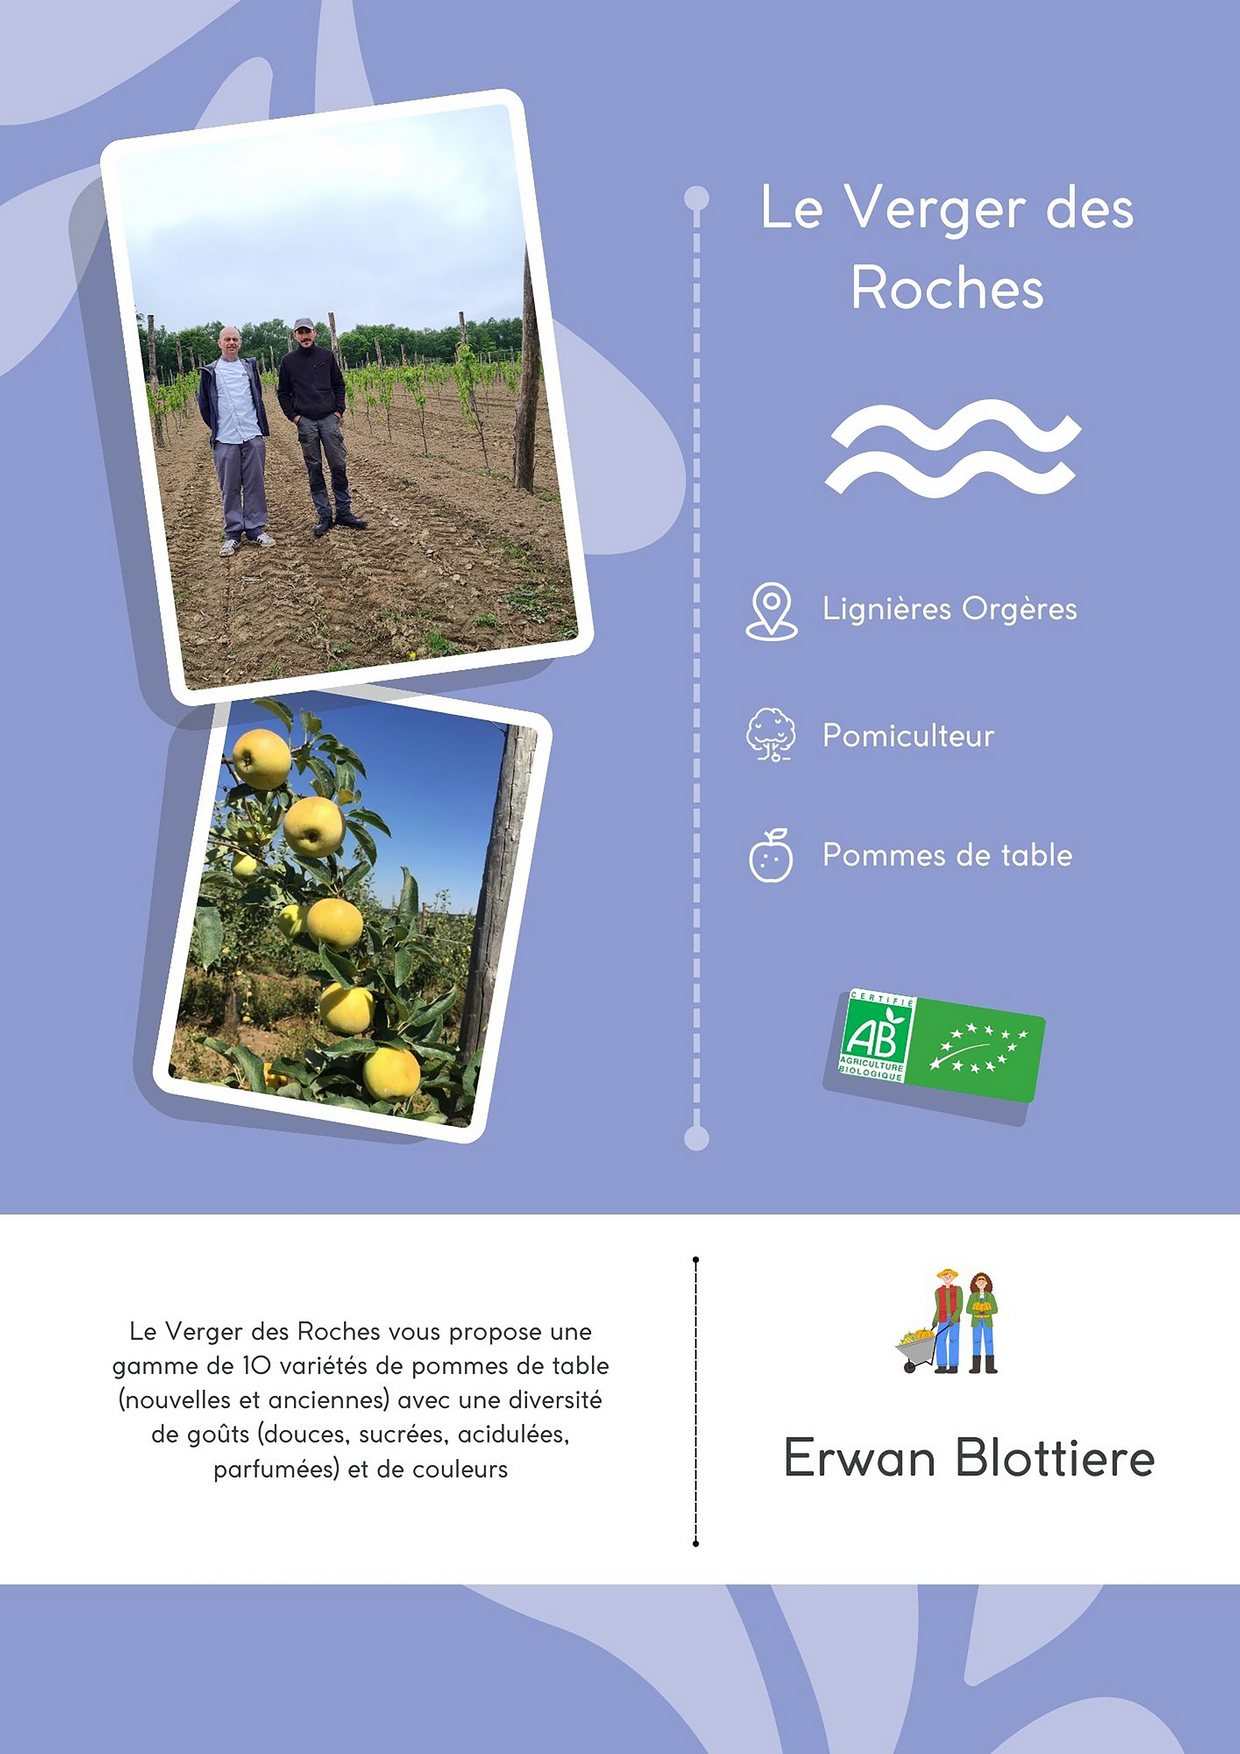 Le Verger des
Roches
Lignières Orgères
Pomiculteur
Pommes de table
CERTIFIÉ
AB
AGRICULTURE
BIOLOGIQUE
Le Verger des Roches vous propose une
gamme de 10 variétés de pommes de table
(nouvelles et anciennes) avec une diversité
de goûts (douces, sucrées, acidulées,
parfumées) et de couleurs
Erwan Blottiere